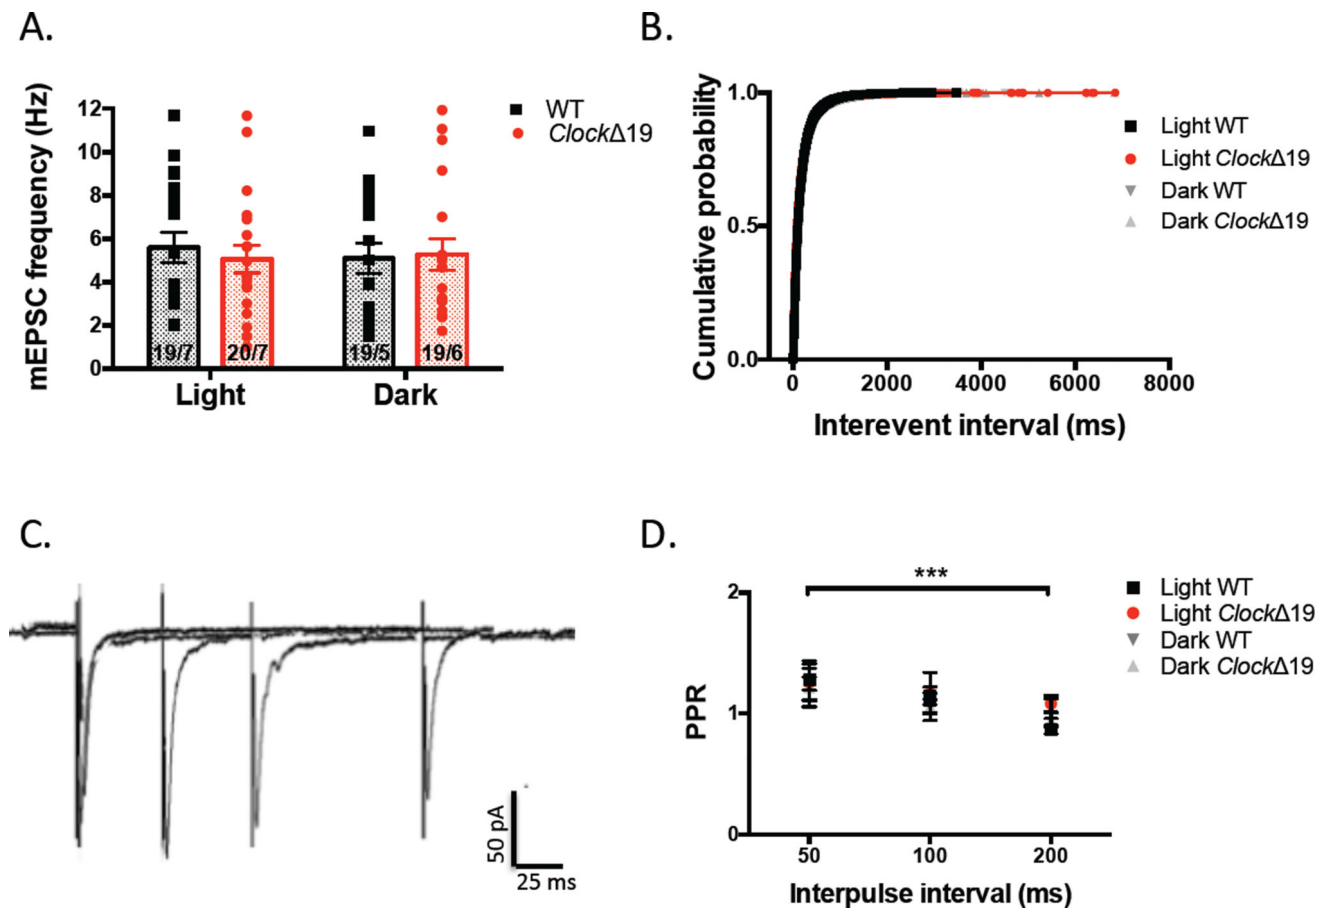 A.
mEPSC frequency (Hz)
12
10
8
6
4
2
0
19/7
20/7
19/5
19/6
Light
Dark
WT
ClockΔ19
B.
Cumulative probability
1.0
0.5
0.0
0
2000
4000
6000
8000
Interevent interval (ms)
Light WT
Light ClockΔ19
Dark WT
Dark ClockΔ19
C.
50 pA
25 ms
D.
PPR
2
1
0
***
50
100
200
Interpulse interval (ms)
Light WT
Light ClockΔ19
Dark WT
Dark ClockΔ19